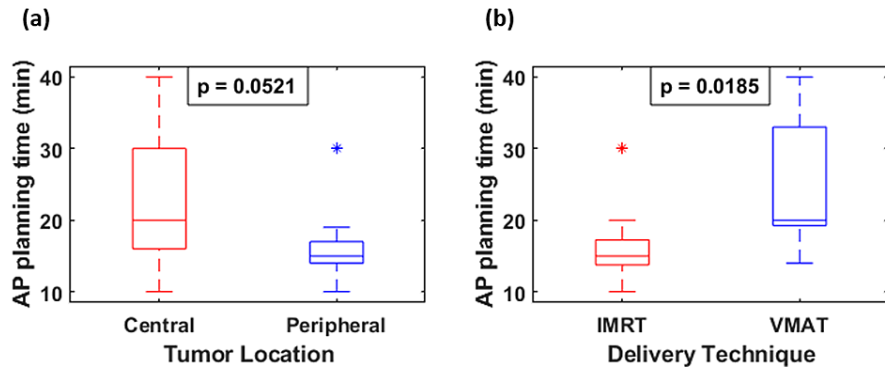 (a)
AP planning time (min)
40
30
20
10
p = 0.0521
Central Peripheral
Tumor Location
(b)
AP planning time (min)
40
30
20
10
p = 0.0185
IMRT VMAT
Delivery Technique